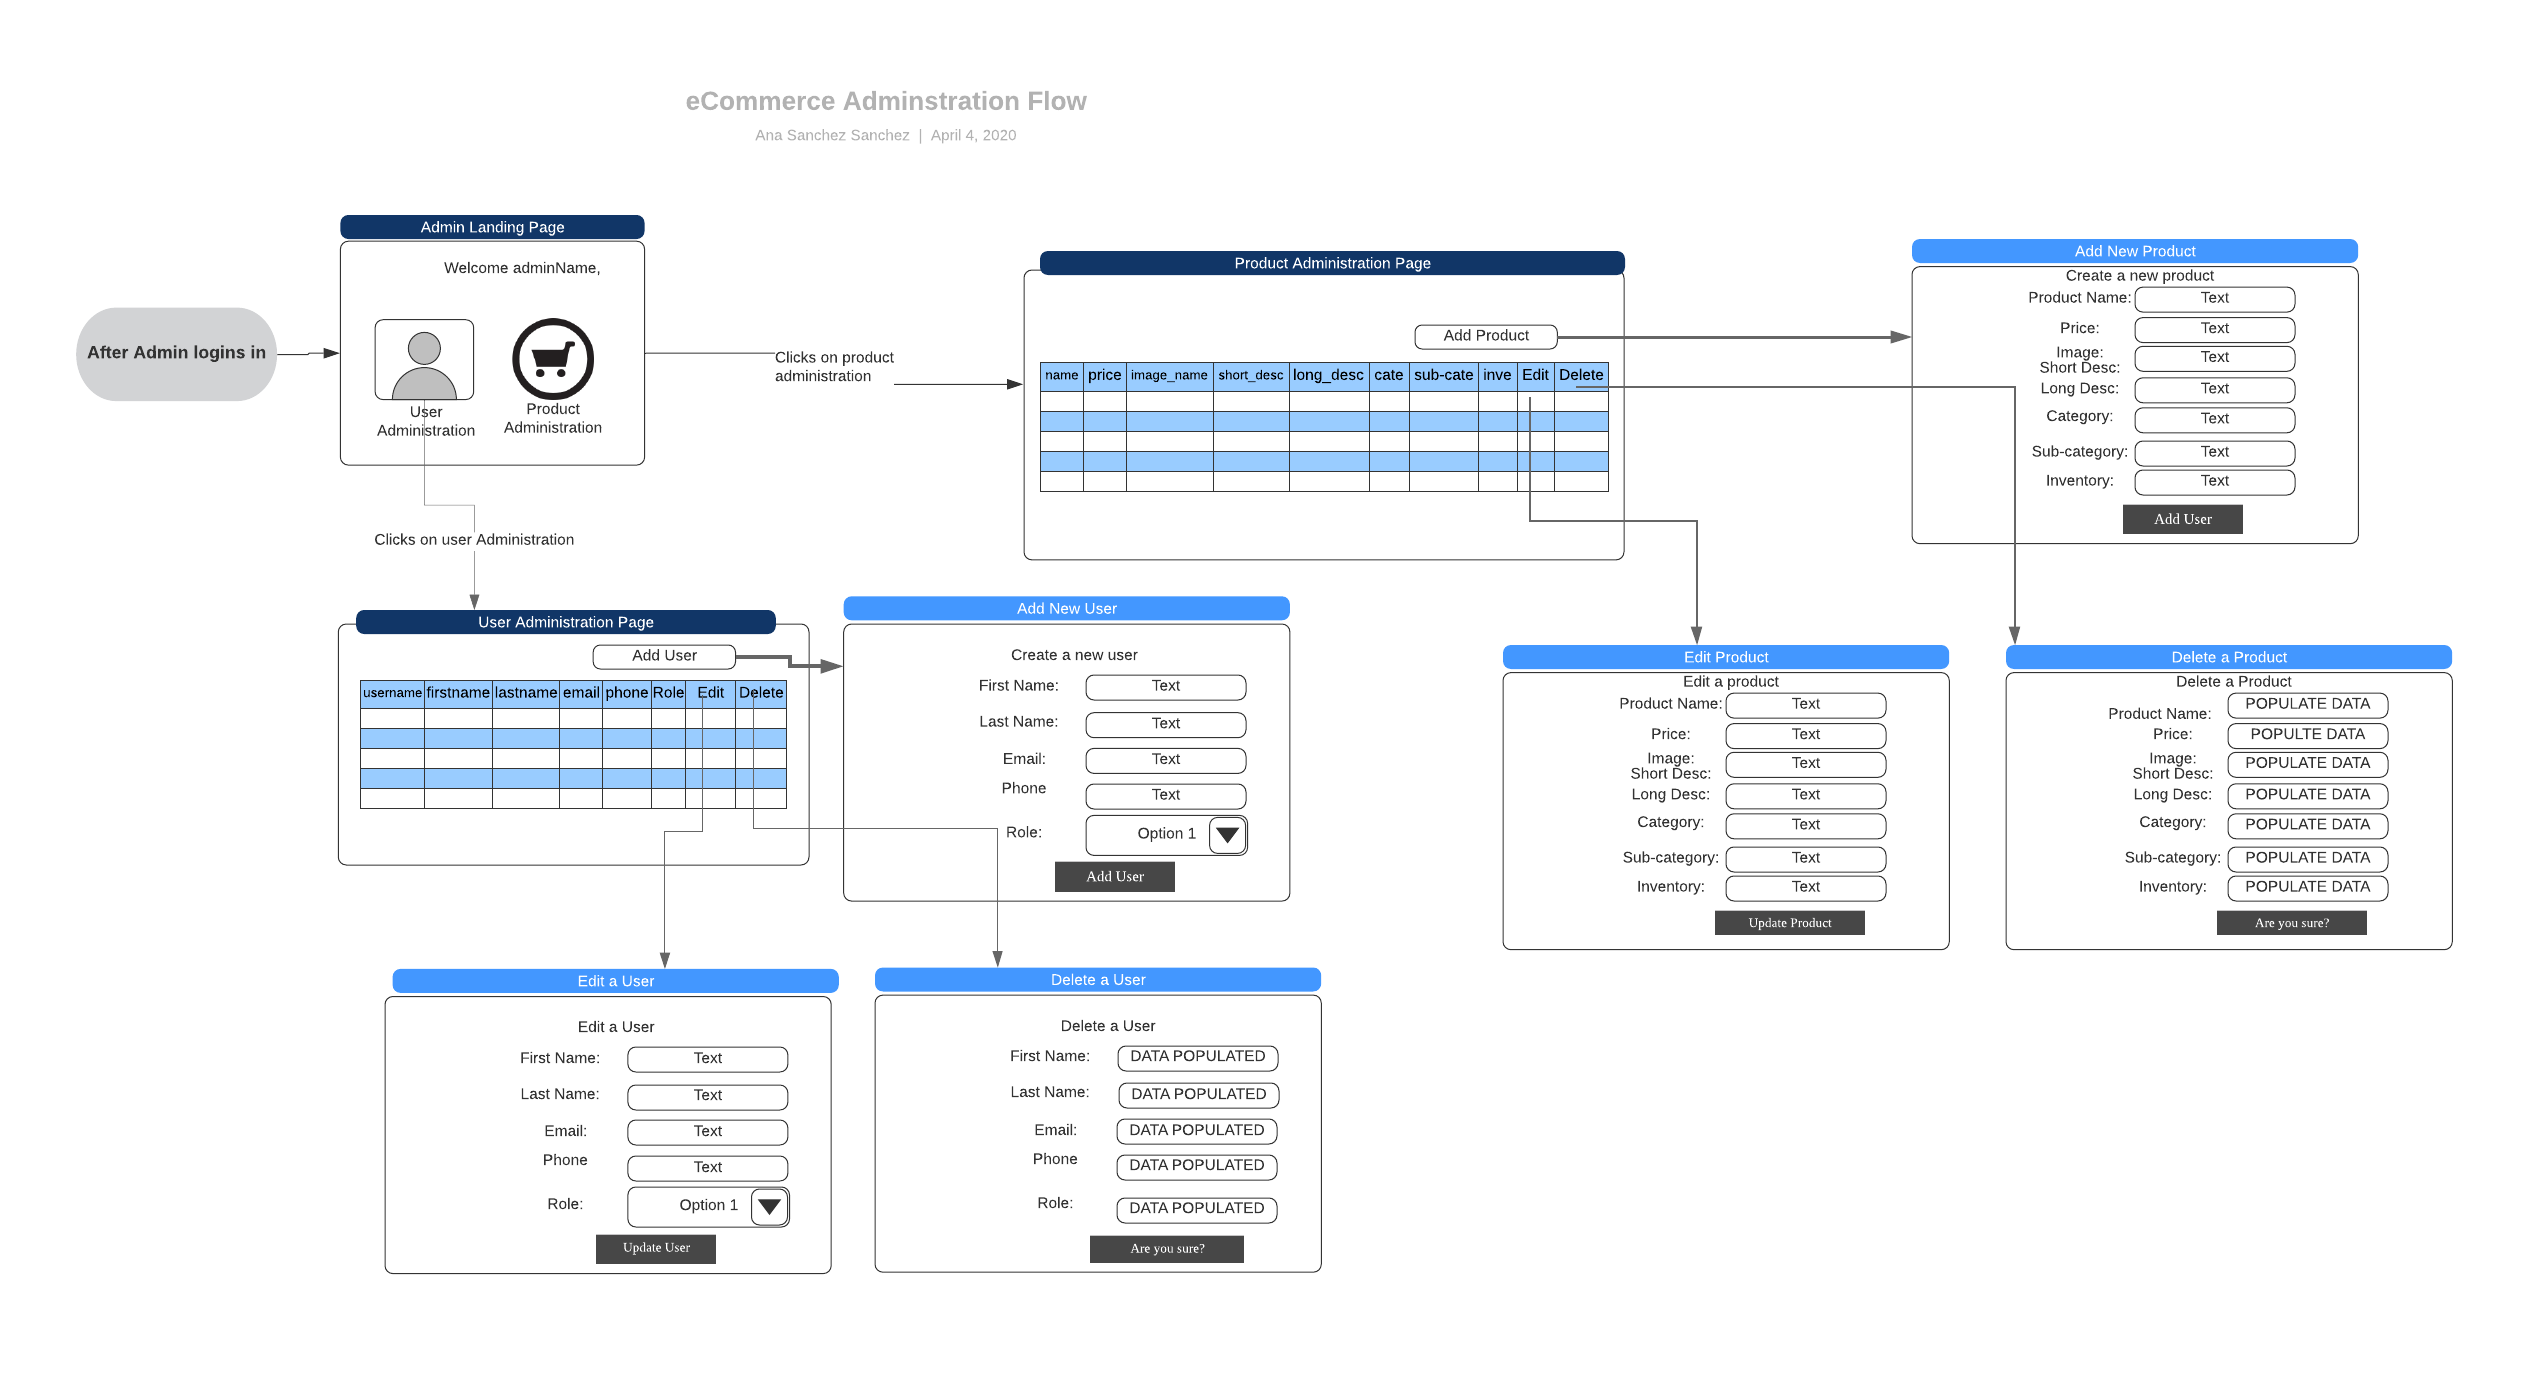 eCommerce Adminstration Flow
Ana Sanchez Sanchez | April 4, 2020
After Admin logins in
Admin Landing Page
Welcome adminName,
User
Administration
Product
Administration
Clicks on product
administration
Clicks on user Administration
Product Administration Page
Add Product
name price image_name short_desc long_desc cate sub-cate inve Edit Delete
Add New Product
Create a new product
Product Name: Text
Price: Text
Image:
Short Desc: Text
Long Desc: Text
Category: Text
Sub-category: Text
Inventory: Text
Add User
User Administration Page
Add User
username firstname lastname email phone Role Edit Delete
Add New User
Create a new user
First Name: Text
Last Name: Text
Email: Text
Phone Text
Role: Option 1
Add User
Edit Product
Edit a product
Product Name: Text
Price: Text
Image:
Short Desc: Text
Long Desc: Text
Category: Text
Sub-category: Text
Inventory: Text
Update Product
Delete a Product
Delete a Product
Product Name: POPULATE DATA
Price: POPULTE DATA
Image:
Short Desc: POPULATE DATA
Long Desc: POPULATE DATA
Category: POPULATE DATA
Sub-category: POPULATE DATA
Inventory: POPULATE DATA
Are you sure?
Edit a User
Edit a User
First Name: Text
Last Name: Text
Email: Text
Phone Text
Role: Option 1
Update User
Delete a User
Delete a User
First Name: DATA POPULATED
Last Name: DATA POPULATED
Email: DATA POPULATED
Phone DATA POPULATED
Role: DATA POPULATED
Are you sure?